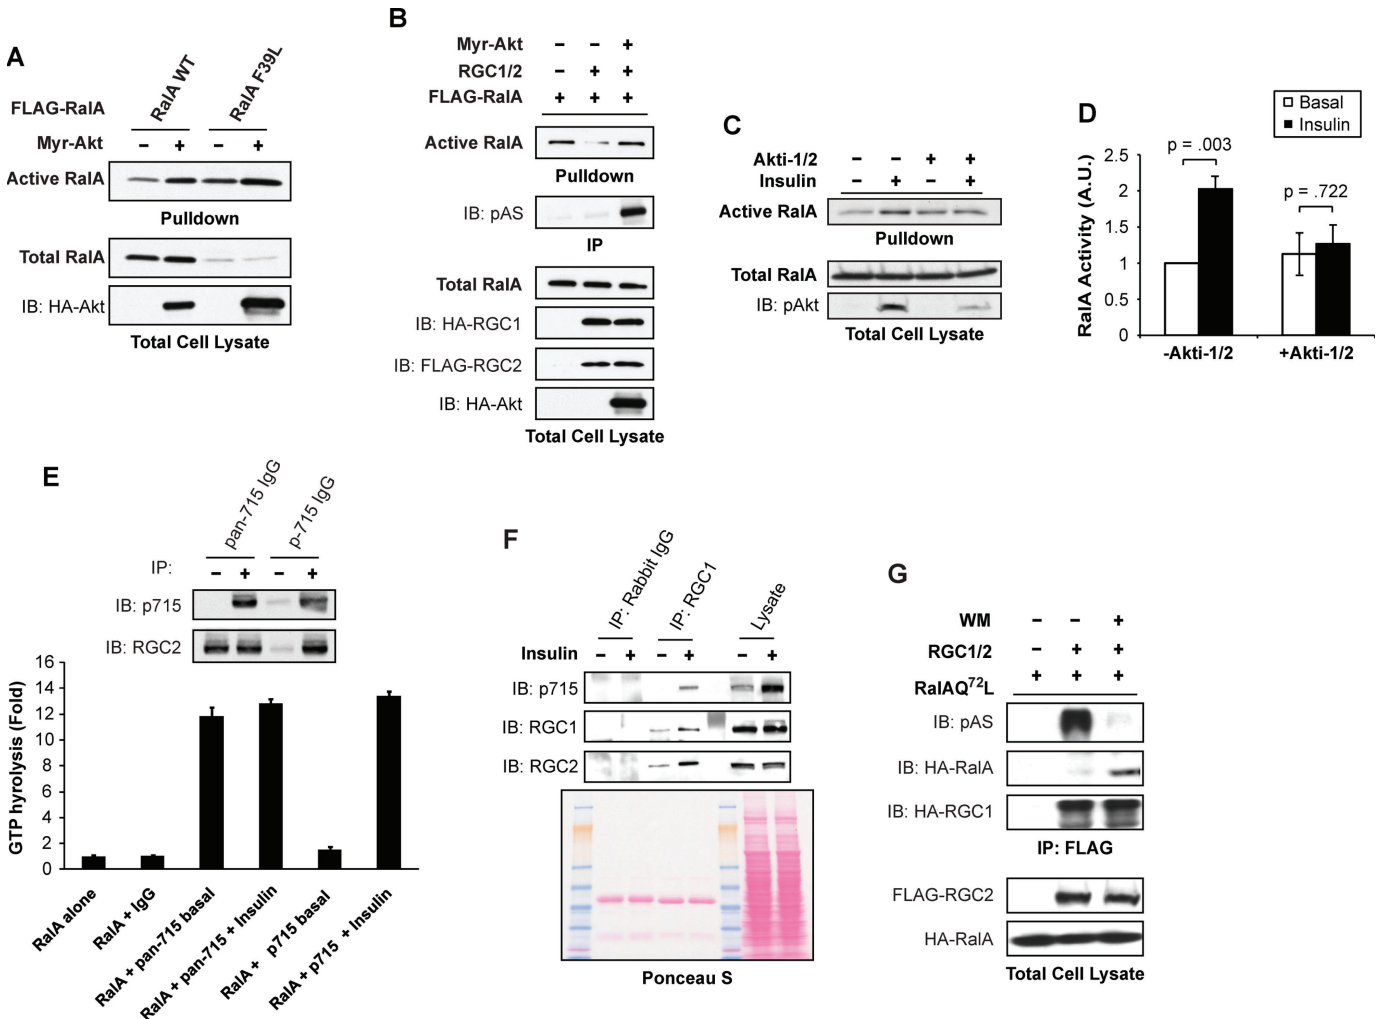 A
RalA WT
RalA F39L
FLAG-RalA
Myr-Akt
− + − +
Active RalA
Pulldown
Total RalA
IB: HA-Akt
Total Cell Lysate
B
Myr-Akt − − +
RGC1/2 − + +
FLAG-RalA + + +
Active RalA
Pulldown
IB: pAS
IP
Total RalA
IB: HA-RGC1
IB: FLAG-RGC2
IB: HA-Akt
Total Cell Lysate
C
Akti-1/2 − − + +
Insulin − + − +
Active RalA
Pulldown
Total RalA
IB: pAkt
Total Cell Lysate
D
Basal
Insulin
RalA Activity (A.U.)
2.5
2
1.5
1
0.5
0
p = .003
p = .722
-Akti-1/2
+Akti-1/2
E
pan-715 IgG
p-715 IgG
IP: − + − +
IB: p715
IB: RGC2
GTP hyrolysis (Fold)
16
14
12
10
8
6
4
2
0
RalA alone
RalA + IgG
RalA + pan-715 basal
RalA + pan-715 + Insulin
RalA + p715 basal
RalA + p715 + Insulin
F
IP: Rabbit IgG
IP: RGC1
Lysate
Insulin − + − + − +
IB: p715
IB: RGC1
IB: RGC2
Ponceau S
G
WM − − +
RGC1/2 − + +
RalAQ⁷²L + + +
IB: pAS
IB: HA-RalA
IB: HA-RGC1
IP: FLAG
FLAG-RGC2
HA-RalA
Total Cell Lysate